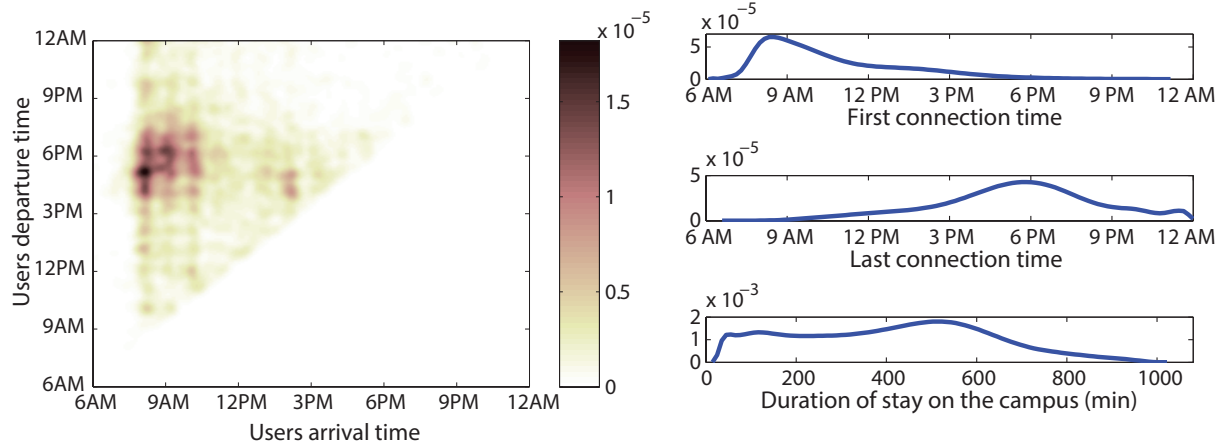 x 10⁻⁵
12AM
9PM
6PM
3PM
12PM
9AM
6AM
Users departure time
6AM 9AM 12PM 3PM 6PM 9PM 12AM
Users arrival time
1.5
1
0.5
0
x 10⁻⁵
5
0
6 AM 9 AM 12 PM 3 PM 6 PM 9 PM 12 AM
First connection time
x 10⁻⁵
5
0
6 AM 9 AM 12 PM 3 PM 6 PM 9 PM 12 AM
Last connection time
x 10⁻³
2
1
0
0 200 400 600 800 1000
Duration of stay on the campus (min)